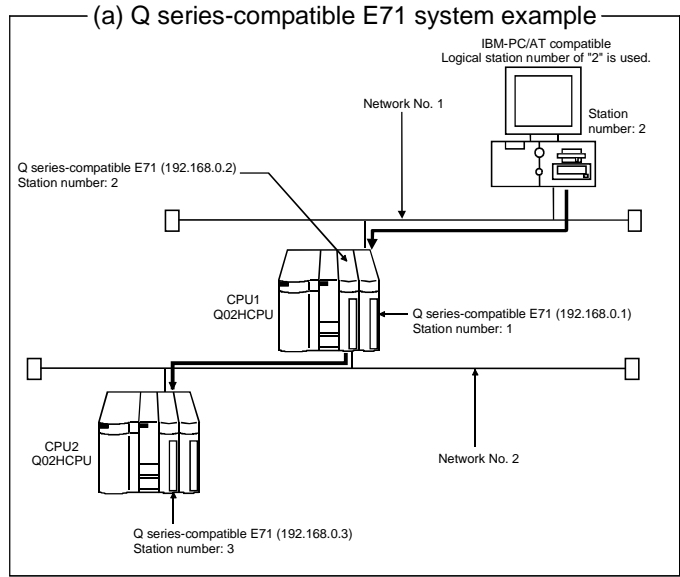 (a) Q series-compatible E71 system example
IBM-PC/AT compatible
Logical station number of "2" is used.
Network No. 1
Station
number: 2
Q series-compatible E71 (192.168.0.2)
Station number: 2
CPU1
Q02HCPU
Q series-compatible E71 (192.168.0.1)
Station number: 1
CPU2
Q02HCPU
Network No. 2
Q series-compatible E71 (192.168.0.3)
Station number: 3